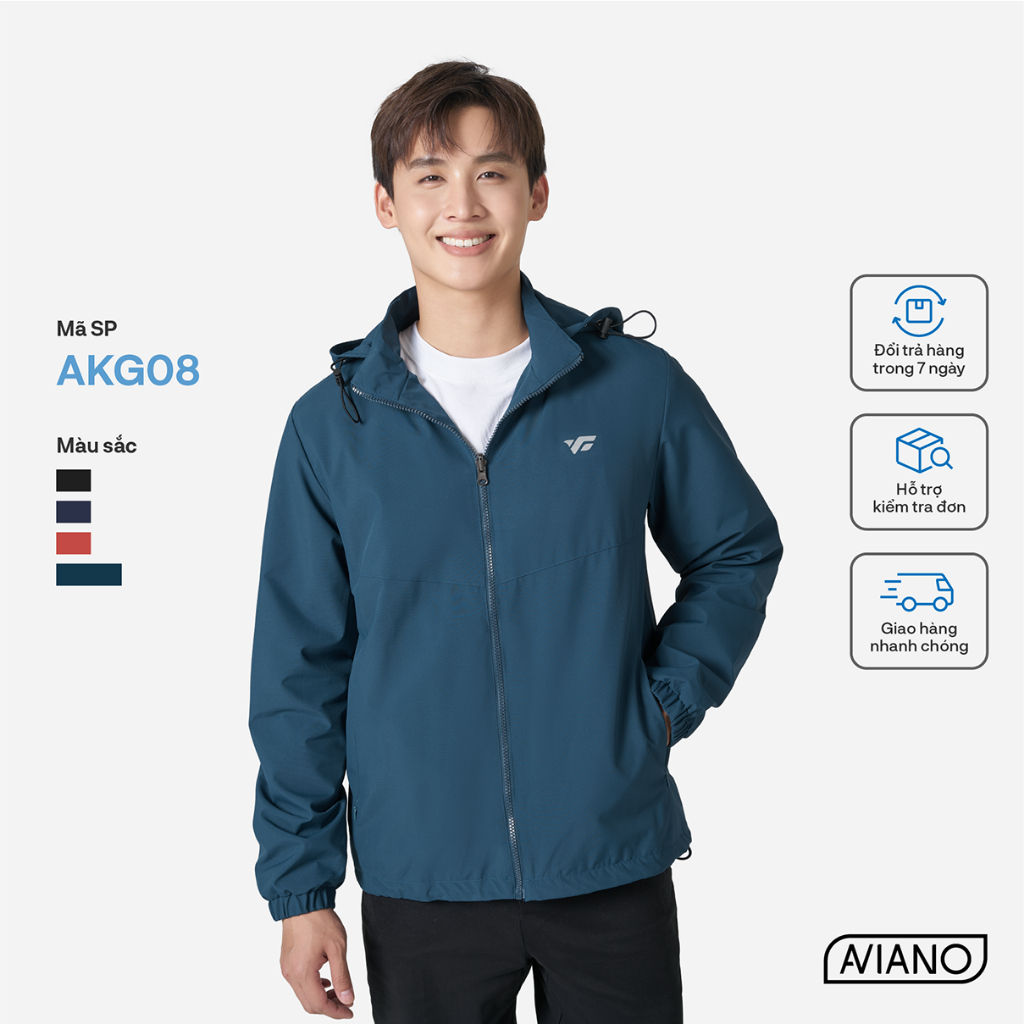 Mã SP
AKG08
Màu sắc
Đổi trả hàng
trong 7 ngày
Hỗ trợ
kiểm tra đơn
Giao hàng
nhanh chóng
AVIANO